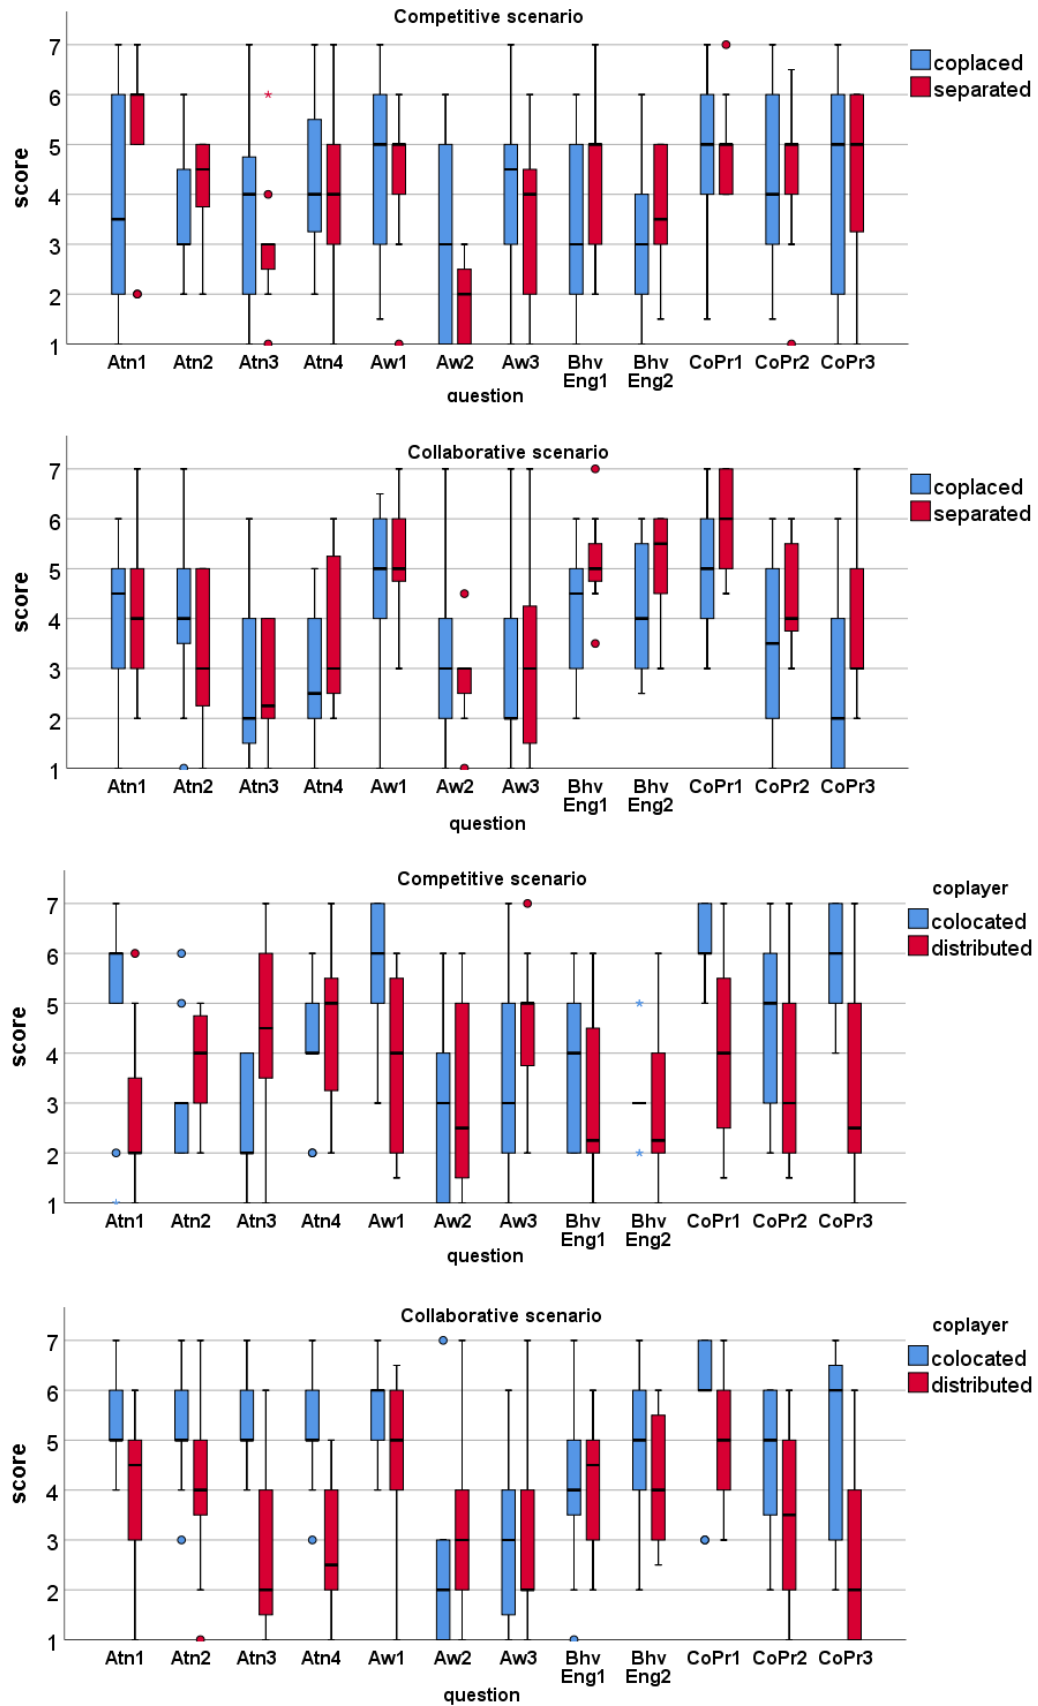 Competitive scenario
7
6
5
4
3
2
1
score
coplaced
separated
Atn1 Atn2 Atn3 Atn4 Aw1 Aw2 Aw3 Bhv Eng1 Bhv Eng2 CoPr1 CoPr2 CoPr3
question
Collaborative scenario
7
6
5
4
3
2
1
score
coplaced
separated
Atn1 Atn2 Atn3 Atn4 Aw1 Aw2 Aw3 Bhv Eng1 Bhv Eng2 CoPr1 CoPr2 CoPr3
question
Competitive scenario
7
6
5
4
3
2
1
score
coplayer
colocated
distributed
Atn1 Atn2 Atn3 Atn4 Aw1 Aw2 Aw3 Bhv Eng1 Bhv Eng2 CoPr1 CoPr2 CoPr3
question
Collaborative scenario
7
6
5
4
3
2
1
score
coplayer
colocated
distributed
Atn1 Atn2 Atn3 Atn4 Aw1 Aw2 Aw3 Bhv Eng1 Bhv Eng2 CoPr1 CoPr2 CoPr3
question